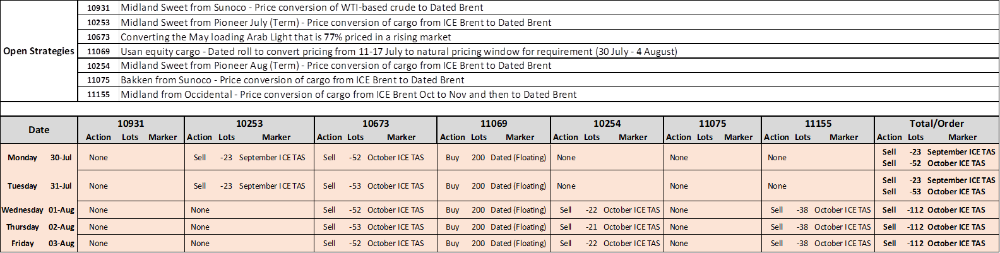 10931 Midland Sweet from Sunoco - Price conversion of WTI-based crude to Dated Brent
10253 Midland Sweet from Pioneer July (Term) - Price conversion of cargo from ICE Brent to Dated Brent
10673 Converting the May loading Arab Light that is 77% priced in a rising market
Open Strategies 11069 Usan equity cargo - Dated roll to convert pricing from 11-17 July to natural pricing window for requirement (30 July - 4 August)
10254 Midland Sweet from Pioneer Aug (Term) - Price conversion of cargo from ICE Brent to Dated Brent
11075 Bakken from Sunoco - Price conversion of cargo from ICE Brent to Dated Brent
11155 Midland from Occidental - Price conversion of cargo from ICE Brent Oct to Nov and then to Dated Brent
Date 10931 10253 10673 11069 10254 11075 11155 Total/Order
Action Lots Marker Action Lots Marker Action Lots Marker Action Lots Marker Action Lots Marker Action Lots Marker Action Lots Marker Action Lots Marker
Monday 30-Jul None Sell -23 September ICE TAS Sell -52 October ICE TAS Buy 200 Dated (Floating) None None None Sell -23 September ICE TAS
Sell -52 October ICE TAS
Tuesday 31-Jul None Sell -23 September ICE TAS Sell -53 October ICE TAS Buy 200 Dated (Floating) None None None Sell -23 September ICE TAS
Sell -53 October ICE TAS
Wednesday 01-Aug None None Sell -52 October ICE TAS Buy 200 Dated (Floating) Sell -22 October ICE TAS None Sell -38 October ICE TAS Sell -112 October ICE TAS
Thursday 02-Aug None None Sell -53 October ICE TAS Buy 200 Dated (Floating) Sell -21 October ICE TAS None Sell -38 October ICE TAS Sell -112 October ICE TAS
Friday 03-Aug None None Sell -52 October ICE TAS Buy 200 Dated (Floating) Sell -22 October ICE TAS None Sell -38 October ICE TAS Sell -112 October ICE TAS